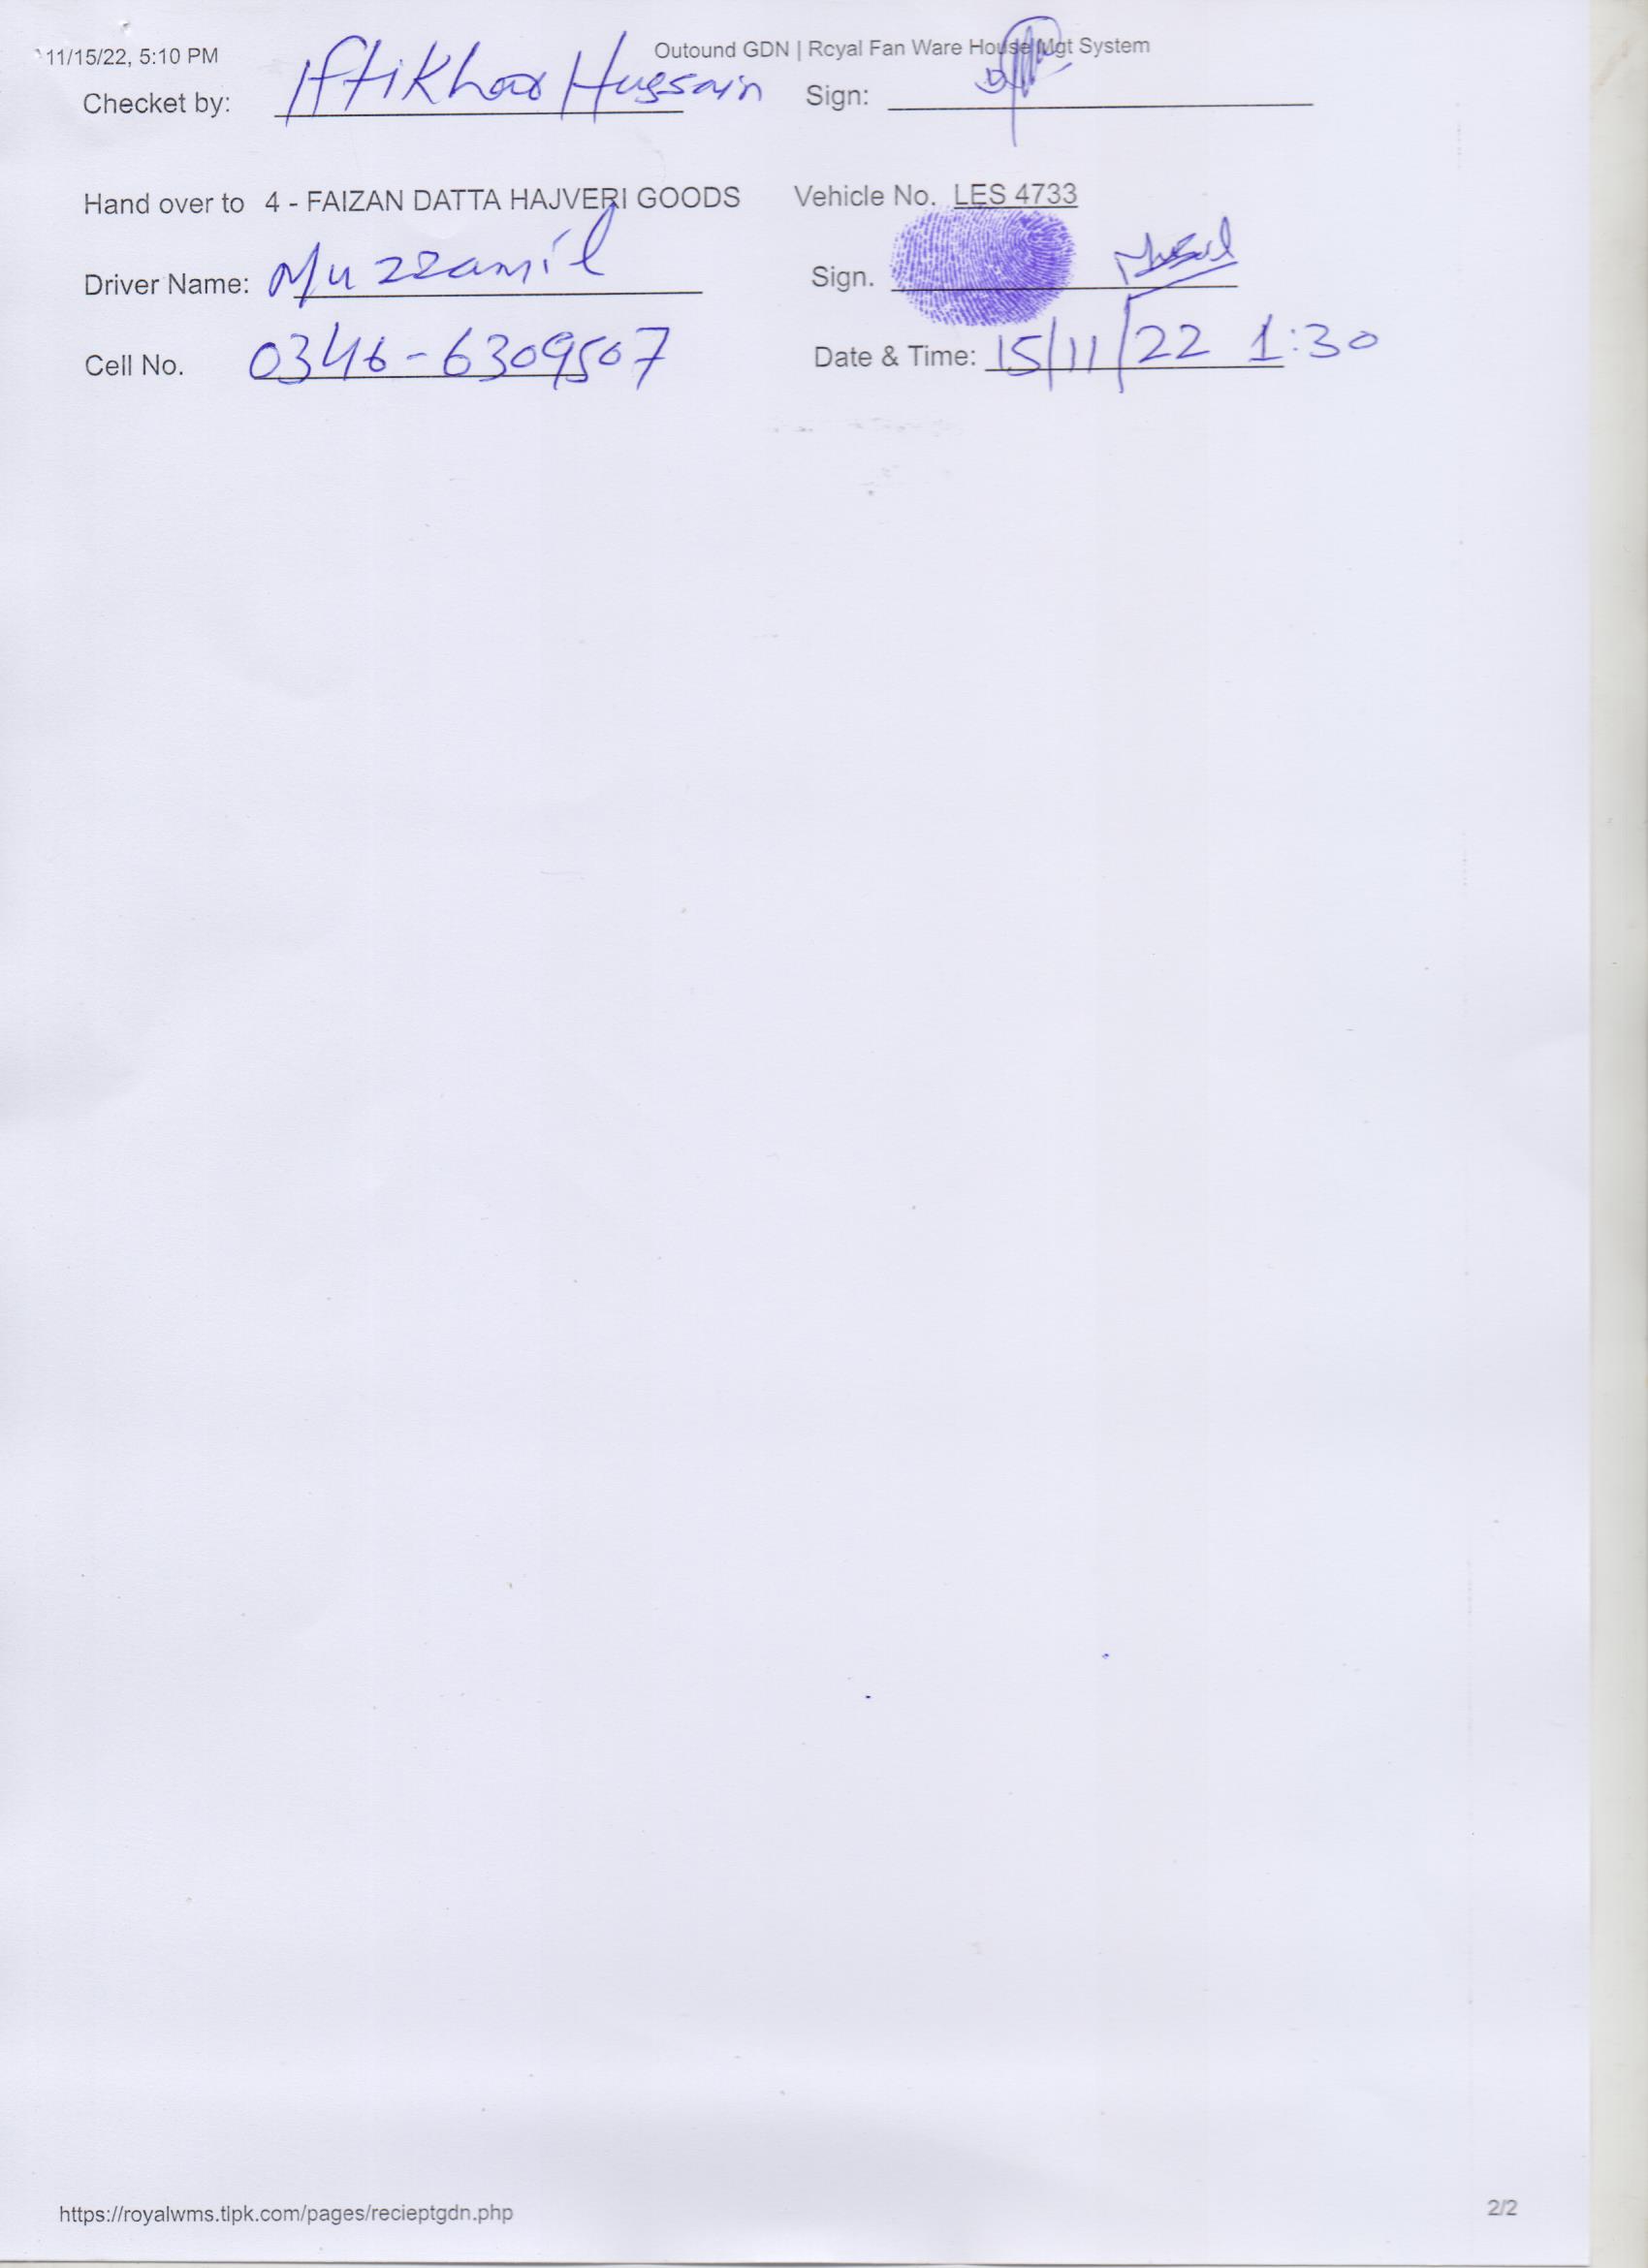 11/15/22, 5:10 PM Outound GDN | Rcyal Fan Ware House Mgt System
Checket by: Iftikhar Hussain Sign:
Hand over to 4 - FAIZAN DATTA HAJVERI GOODS Vehicle No. LES 4733
Driver Name: Muzzamil Sign.
Cell No. 0346-6309507 Date & Time: 15/11/22 1:30
https://royalwms.tlpk.com/pages/recieptgdn.php 2/2